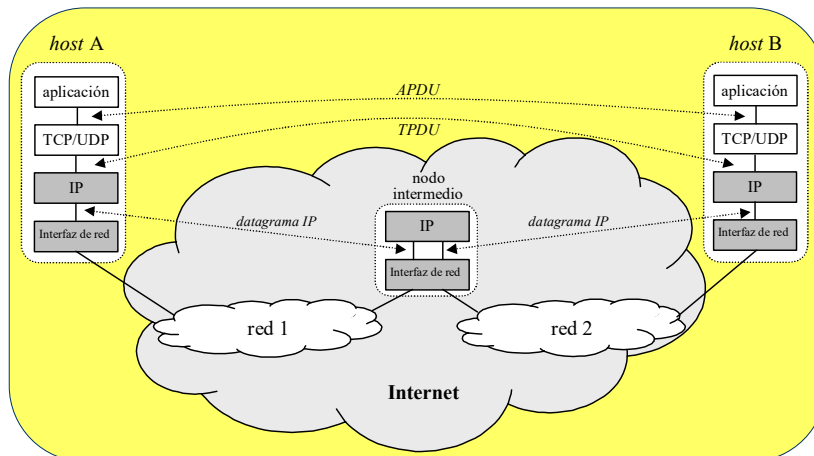 host A
host B
aplicación
aplicación
APDU
TCP/UDP
TPDU
TCP/UDP
IP
nodo
intermedio
IP
Interfaz de red
datagrama IP
IP
datagrama IP
Interfaz de red
Interfaz de red
red 1
red 2
Internet